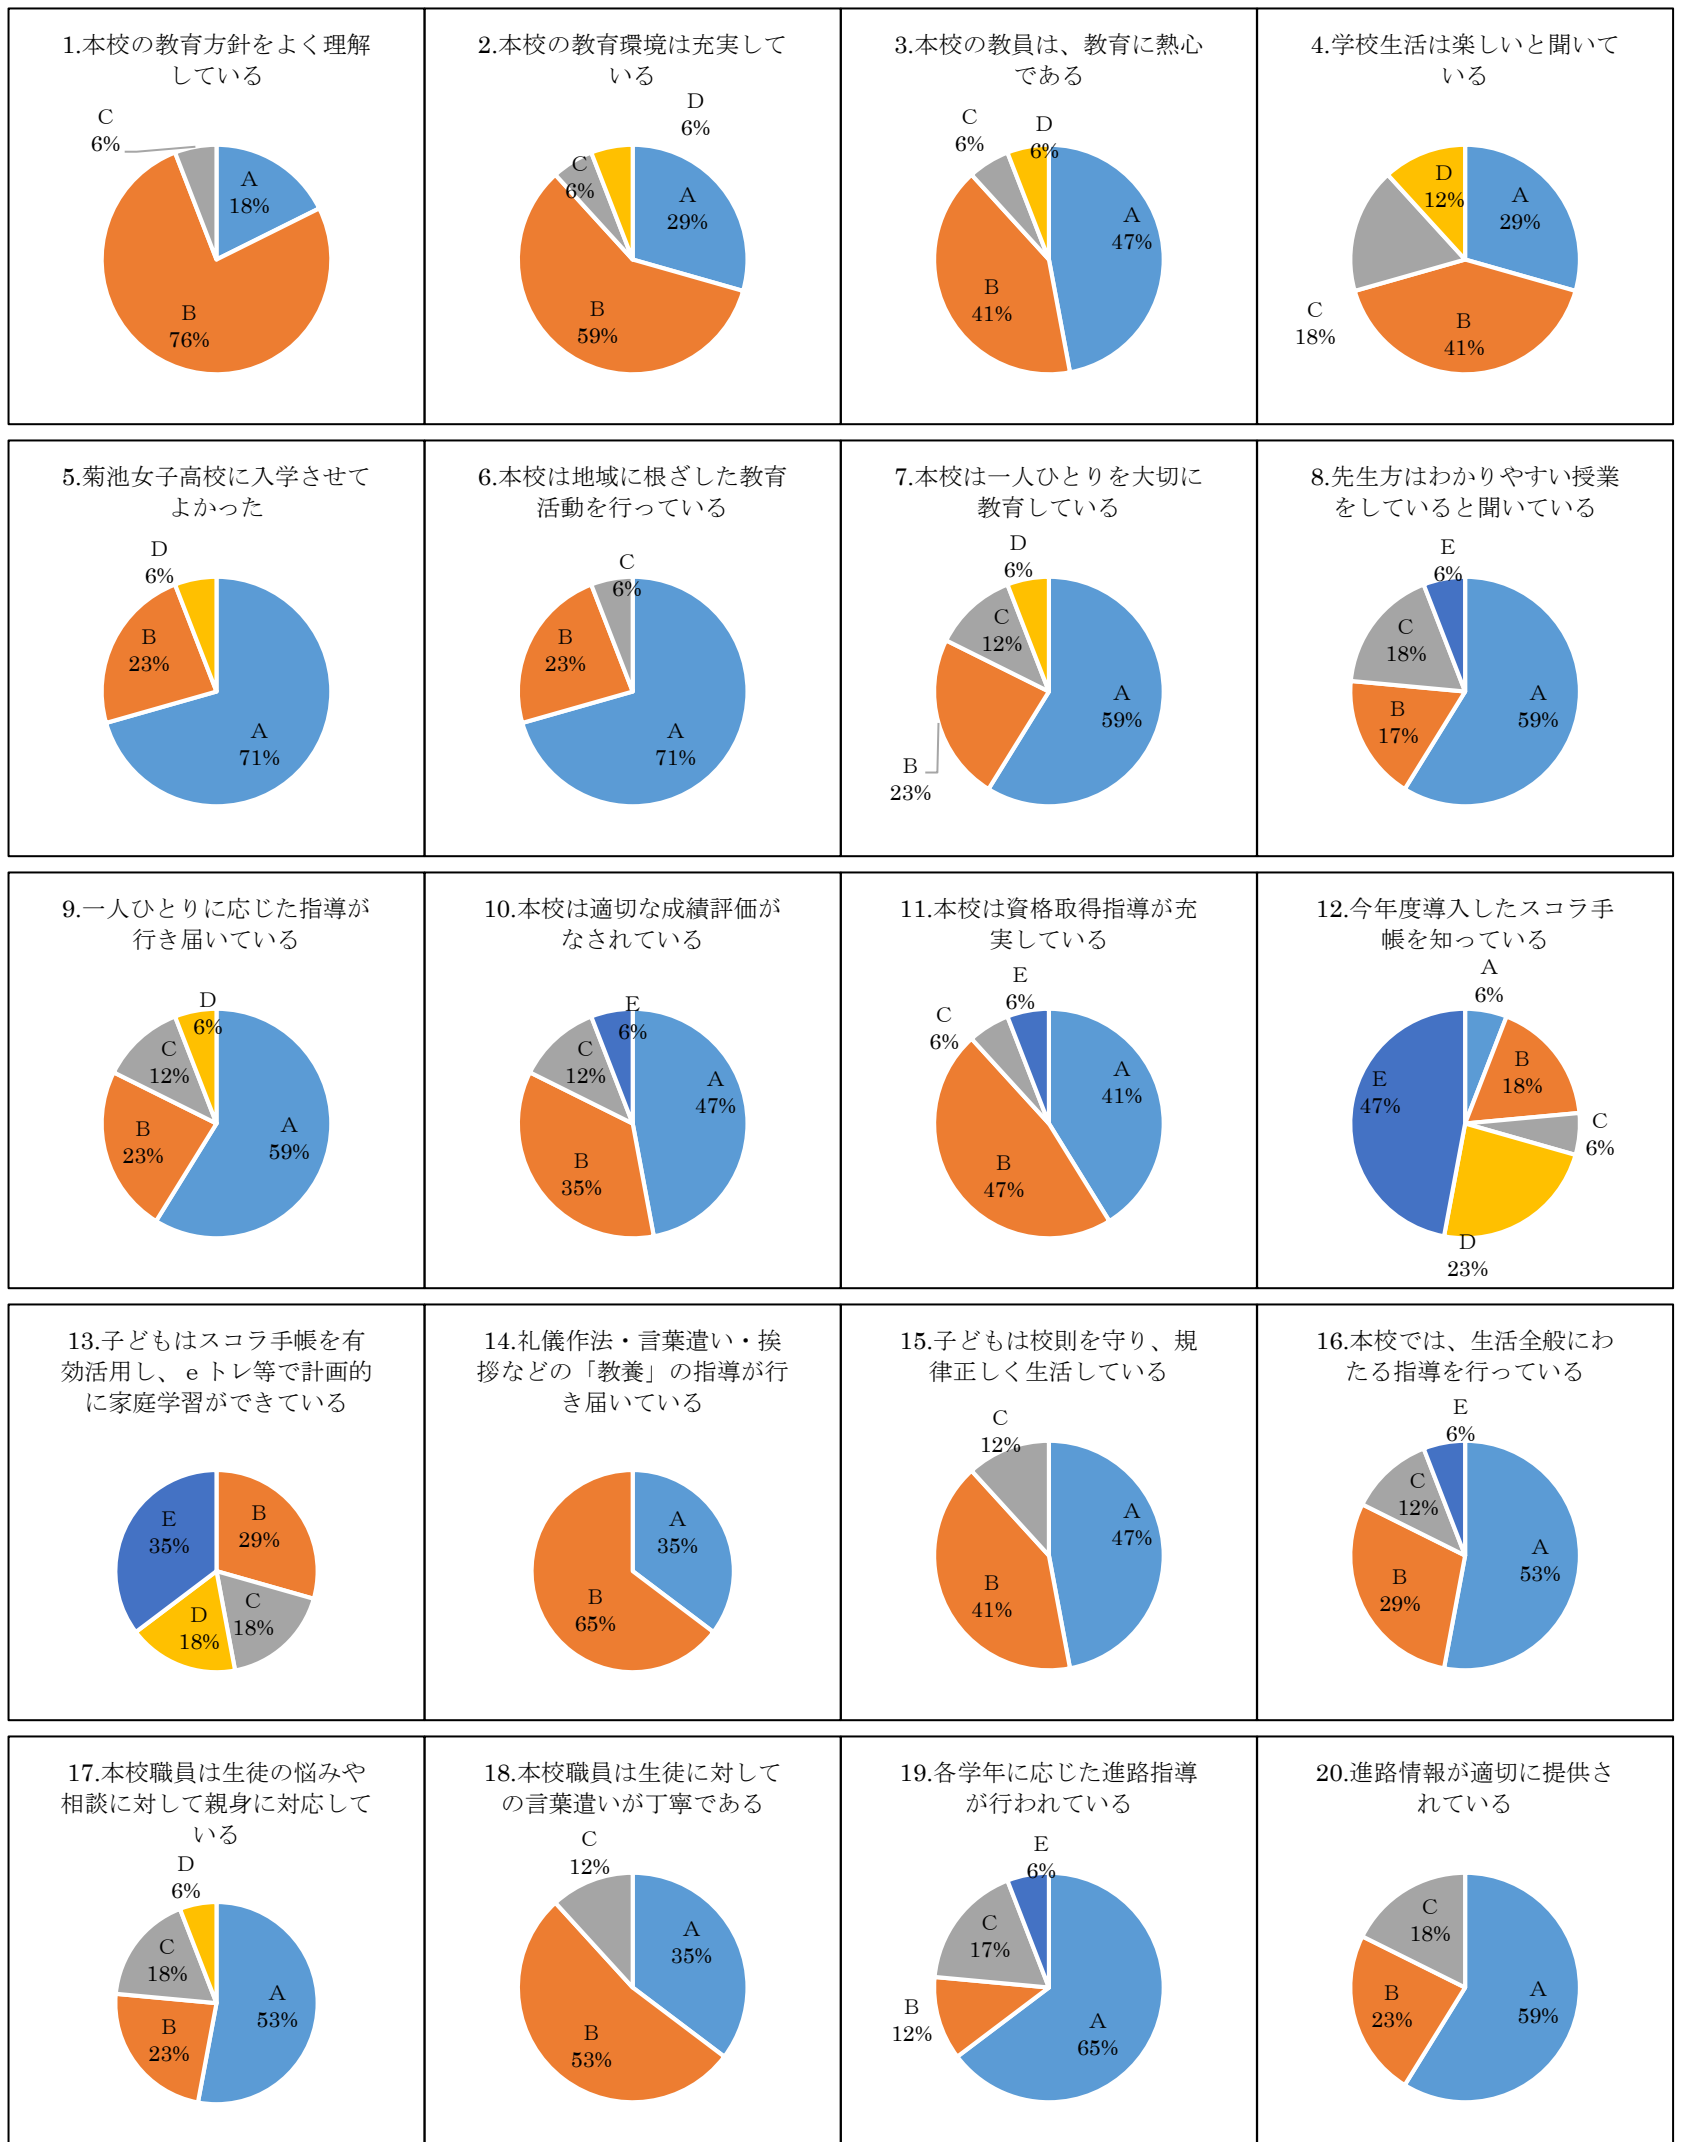 1.本校の教育方針をよく理解
している
C
6%
A
18%
B
76%
2.本校の教育環境は充実して
いる
D
6%
C
6%
A
29%
B
59%
3.本校の教員は、教育に熱心
である
C
6%
D
6%
A
47%
B
41%
4.学校生活は楽しいと聞いて
いる
D
12%
A
29%
C
18%
B
41%
5.菊池女子高校に入学させて
よかった
D
6%
B
23%
A
71%
6.本校は地域に根ざした教育
活動を行っている
C
6%
B
23%
A
71%
7.本校は一人ひとりを大切に
教育している
D
6%
C
12%
A
59%
B
23%
8.先生方はわかりやすい授業
をしていると聞いている
E
6%
C
18%
A
59%
B
17%
9.一人ひとりに応じた指導が
行き届いている
D
6%
C
12%
B
23%
A
59%
10.本校は適切な成績評価が
なされている
E
6%
C
12%
A
47%
B
35%
11.本校は資格取得指導が充
実している
E
6%
C
6%
A
41%
B
47%
12.今年度導入したスコラ手
帳を知っている
A
6%
B
18%
E
47%
C
6%
D
23%
13.子どもはスコラ手帳を有
効活用し、ｅトレ等で計画的
に家庭学習ができている
E
35%
B
29%
D
18%
C
18%
14.礼儀作法・言葉遣い・挨
拶などの「教養」の指導が行
き届いている
A
35%
B
65%
15.子どもは校則を守り、規
律正しく生活している
C
12%
A
47%
B
41%
16.本校では、生活全般にわ
たる指導を行っている
E
6%
C
12%
A
53%
B
29%
17.本校職員は生徒の悩みや
相談に対して親身に対応して
いる
D
6%
C
18%
A
53%
B
23%
18.本校職員は生徒に対して
の言葉遣いが丁寧である
C
12%
A
35%
B
53%
19.各学年に応じた進路指導
が行われている
E
6%
C
17%
B
12%
A
65%
20.進路情報が適切に提供さ
れている
C
18%
B
23%
A
59%